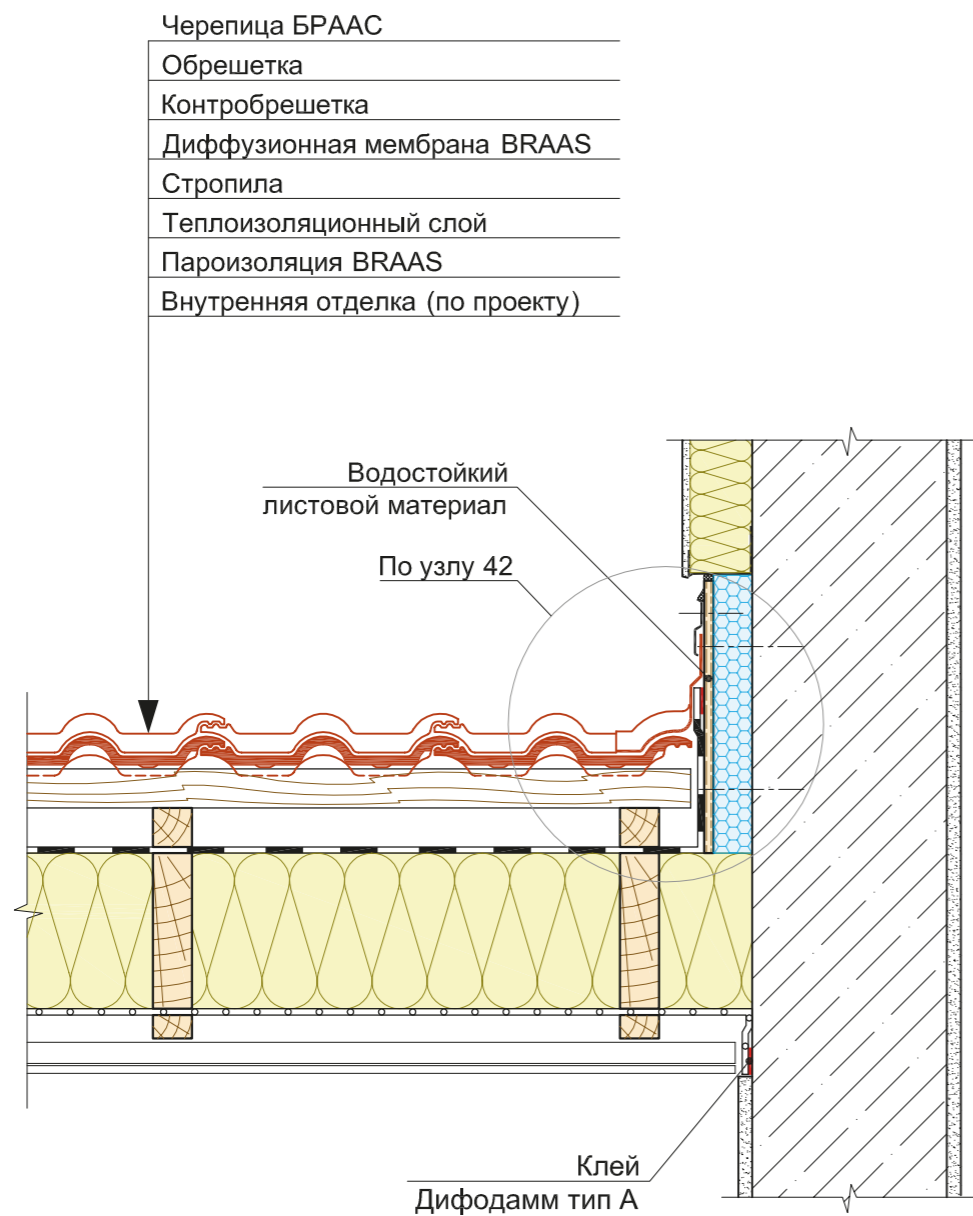 Черепица БРААС
Обрешетка
Контробрешетка
Диффузионная мембрана BRAAS
Стропила
Теплоизоляционный слой
Пароизоляция BRAAS
Внутренняя отделка (по проекту)
Водостойкий
листовой материал
По узлу 42
Клей
Дифодамм тип А